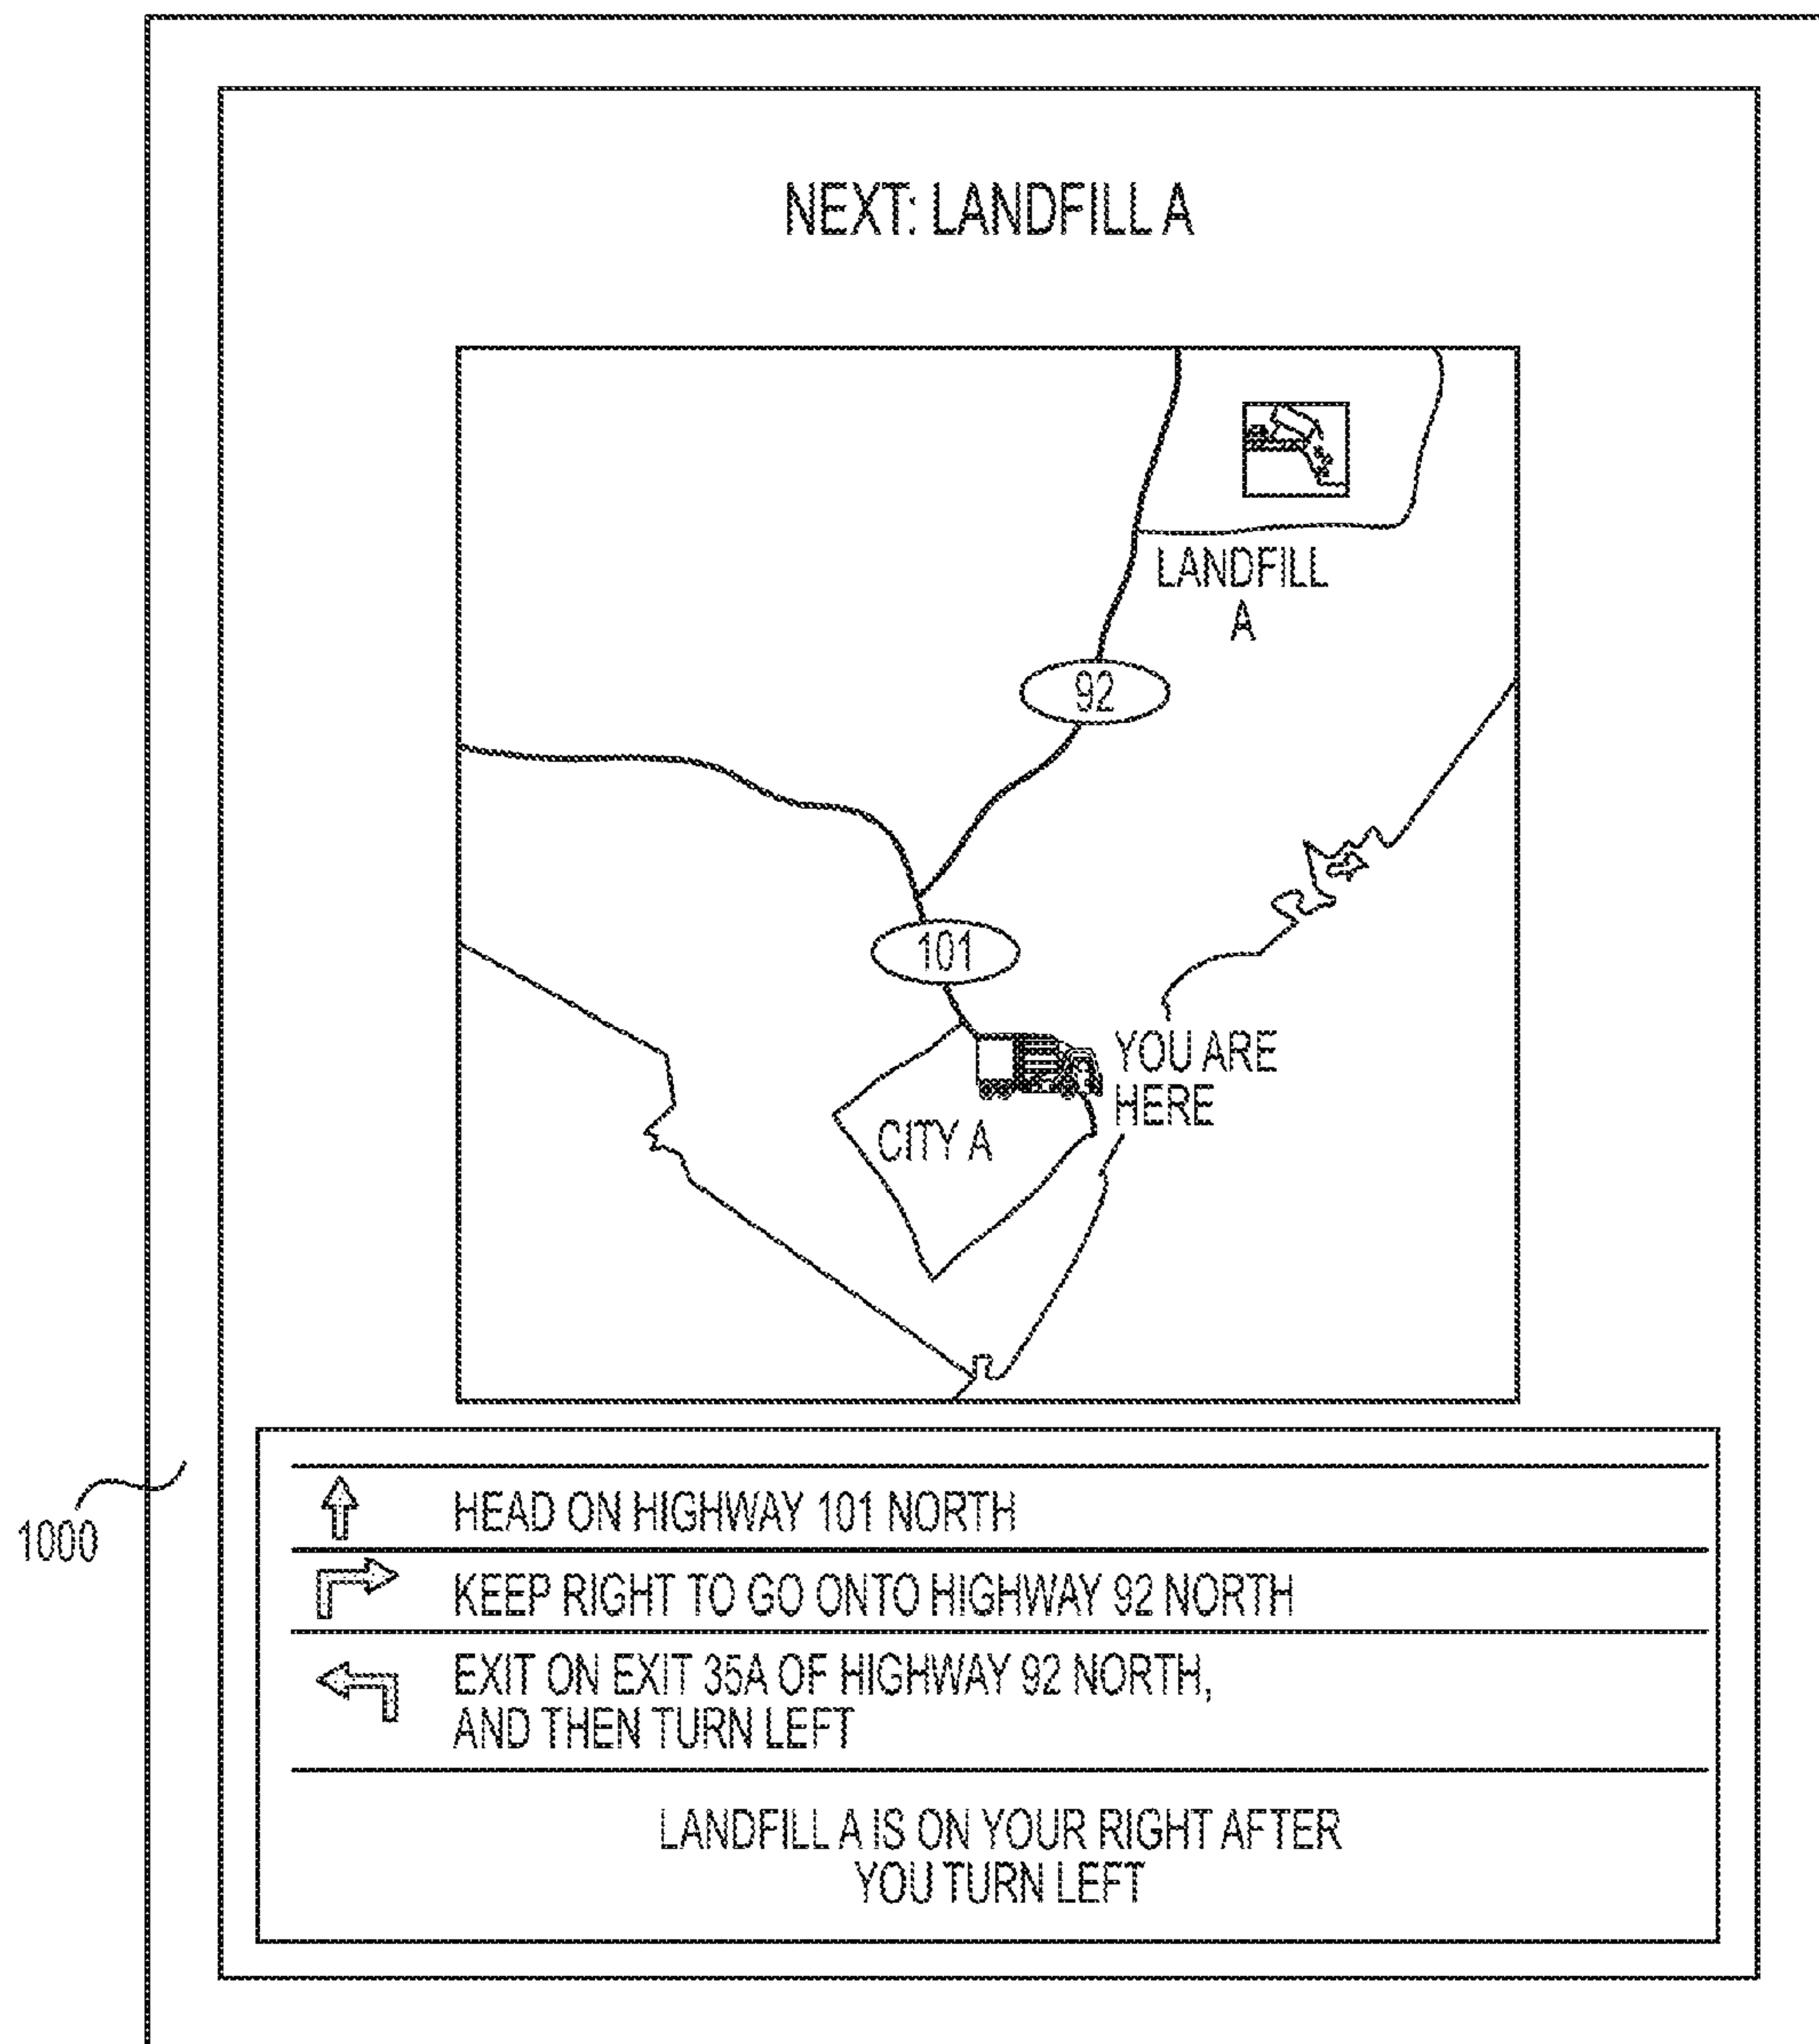 NEXT: LANDFILL A
LANDFILL
A
92
101
YOU ARE
HERE
CITY A
1000
HEAD ON HIGHWAY 101 NORTH
KEEP RIGHT TO GO ONTO HIGHWAY 92 NORTH
EXIT ON EXIT 35A OF HIGHWAY 92 NORTH,
AND THEN TURN LEFT
LANDFILL A IS ON YOUR RIGHT AFTER
YOU TURN LEFT